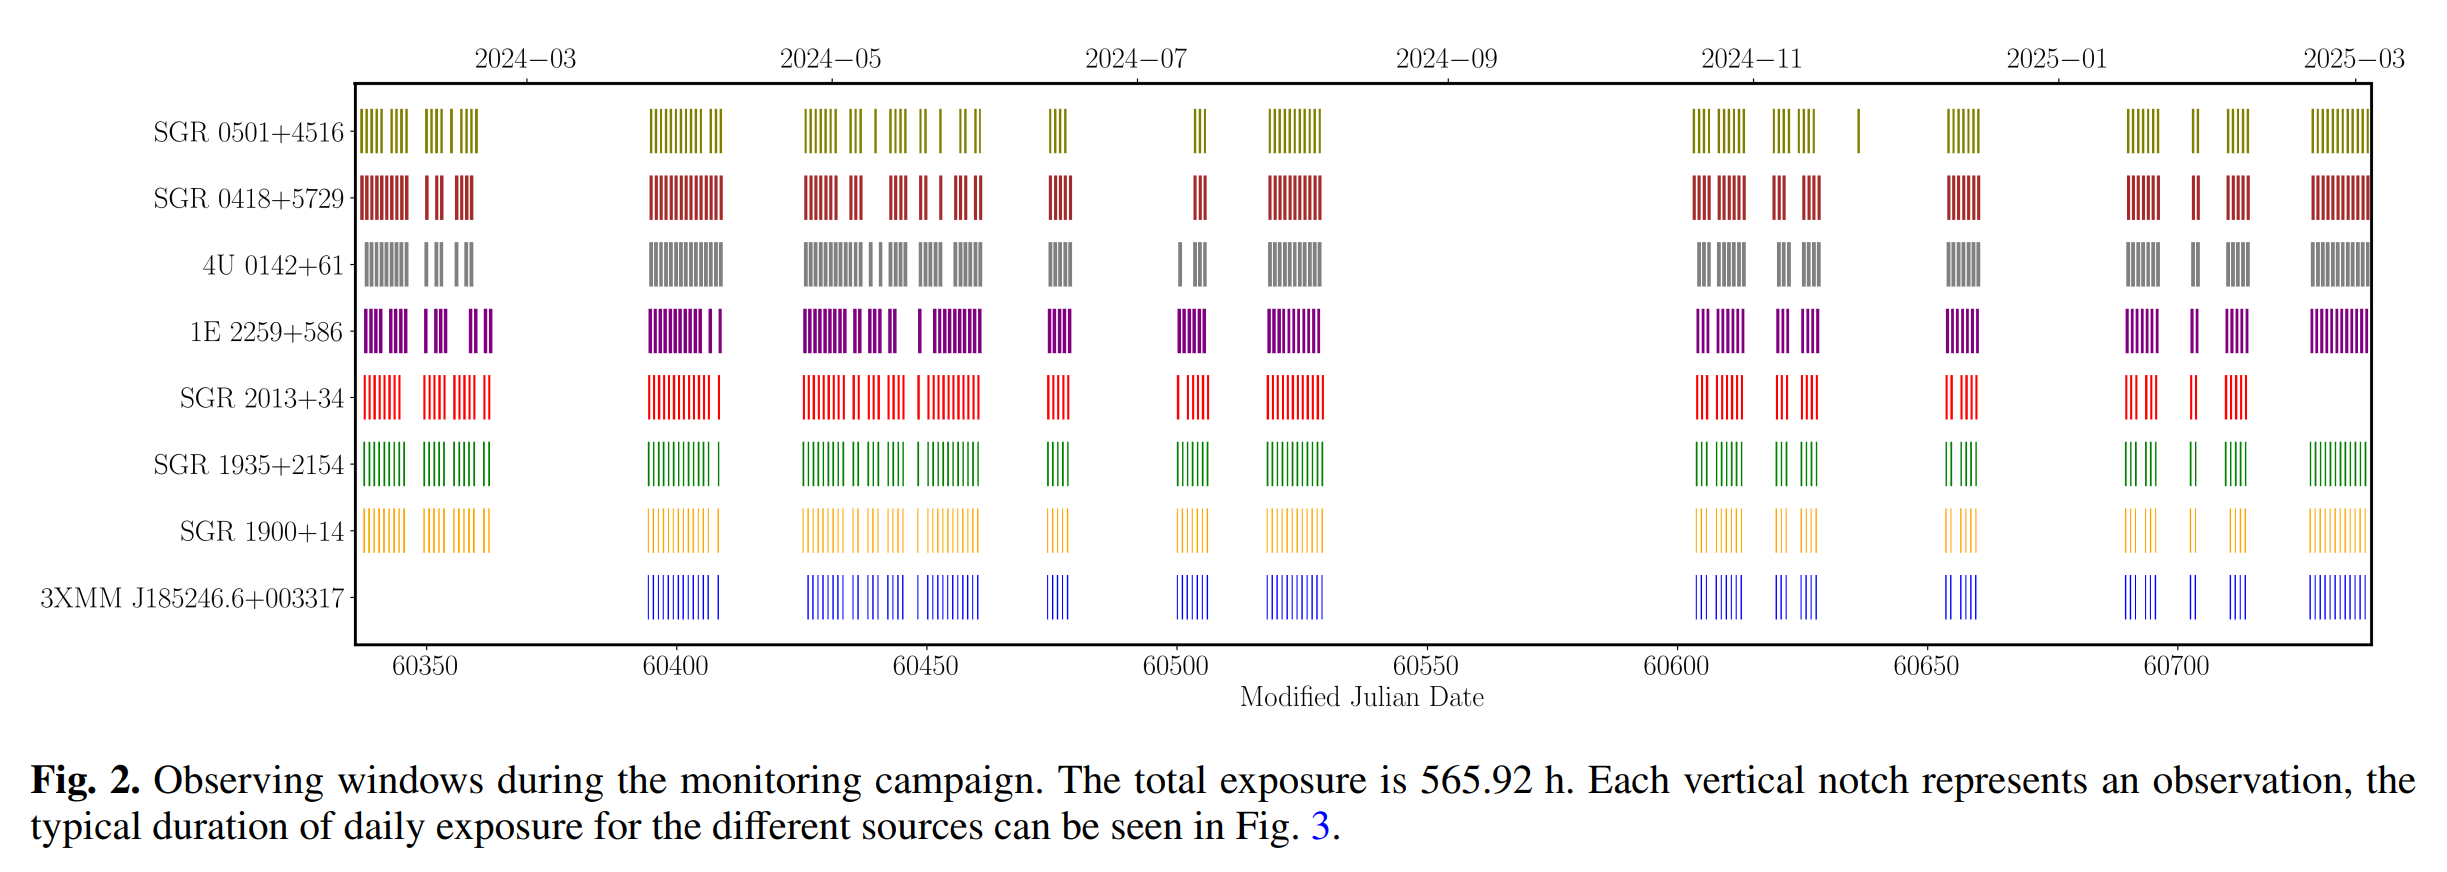 2024−03 2024−05 2024−07 2024−09 2024−11 2025−01 2025−03
SGR 0501+4516
SGR 0418+5729
4U 0142+61
1E 2259+586
SGR 2013+34
SGR 1935+2154
SGR 1900+14
3XMM J185246.6+003317
60350 60400 60450 60500 60550 60600 60650 60700
Modified Julian Date
Fig. 2. Observing windows during the monitoring campaign. The total exposure is 565.92 h. Each vertical notch represents an observation, the
typical duration of daily exposure for the different sources can be seen in Fig. 3.